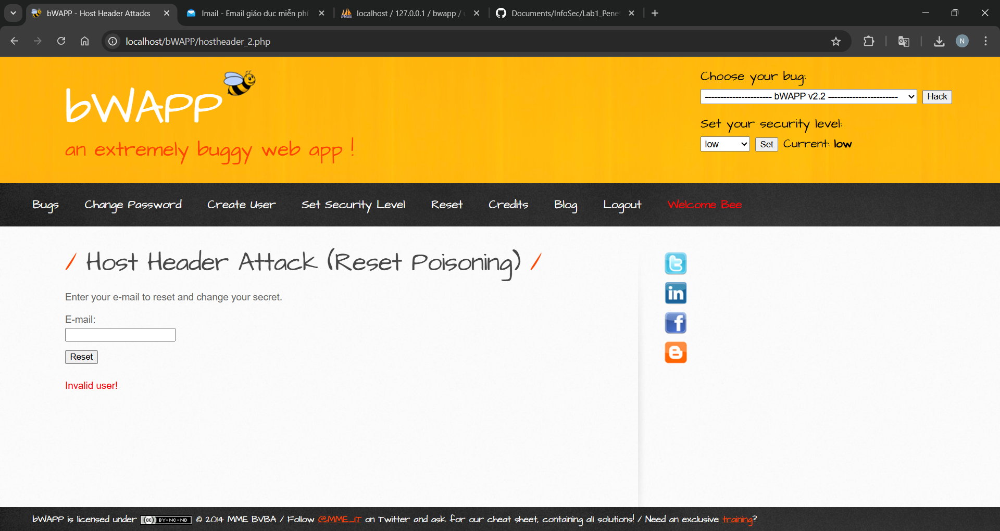 bWAPP - Host Header Attacks
Imail - Email giáo dục miễn phí
localhost / 127.0.0.1 / bwapp /
Documents/InfoSec/Lab1_Pene
localhost/bWAPP/hostheader_2.php
N
bWAPP
an extremely buggy web app !
Choose your bug:
---------------------- bWAPP v2.2 -----------------------
Hack
Set your security level:
low
Set
Current: low
Bugs
Change Password
Create User
Set Security Level
Reset
Credits
Blog
Logout
Welcome Bee
/ Host Header Attack (Reset Poisoning) /
Enter your e-mail to reset and change your secret.
E-mail:
Reset
Invalid user!
bWAPP is licensed under (cc) BY-NC-ND © 2014 MME BVBA / Follow @MME_IT on Twitter and ask for our cheat sheet, containing all solutions! / Need an exclusive training?